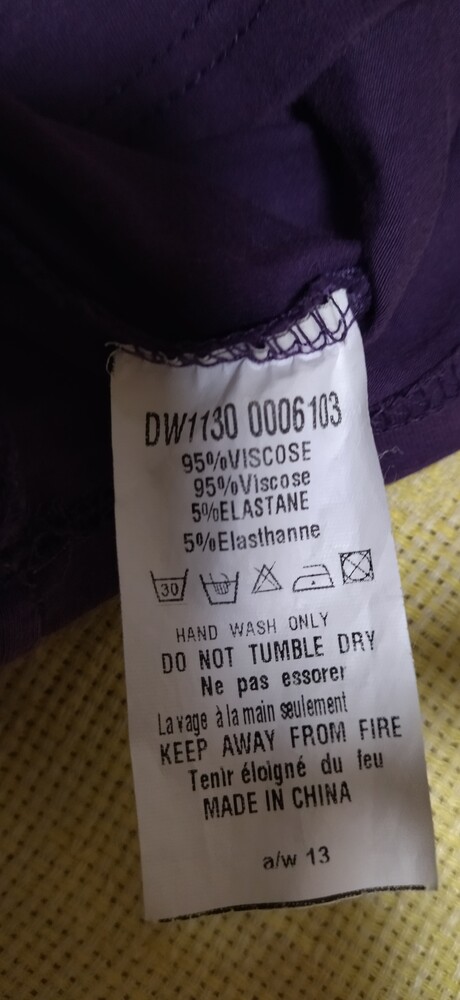 DW1130 0006103
95%VISCOSE
95%Viscose
5%ELASTANE
5%Elasthanne
30
HAND WASH ONLY
DO NOT TUMBLE DRY
Ne pas essorer
Lavage à la main seulement
KEEP AWAY FROM FIRE
Tenir éloigné du feu
MADE IN CHINA
a/w 13